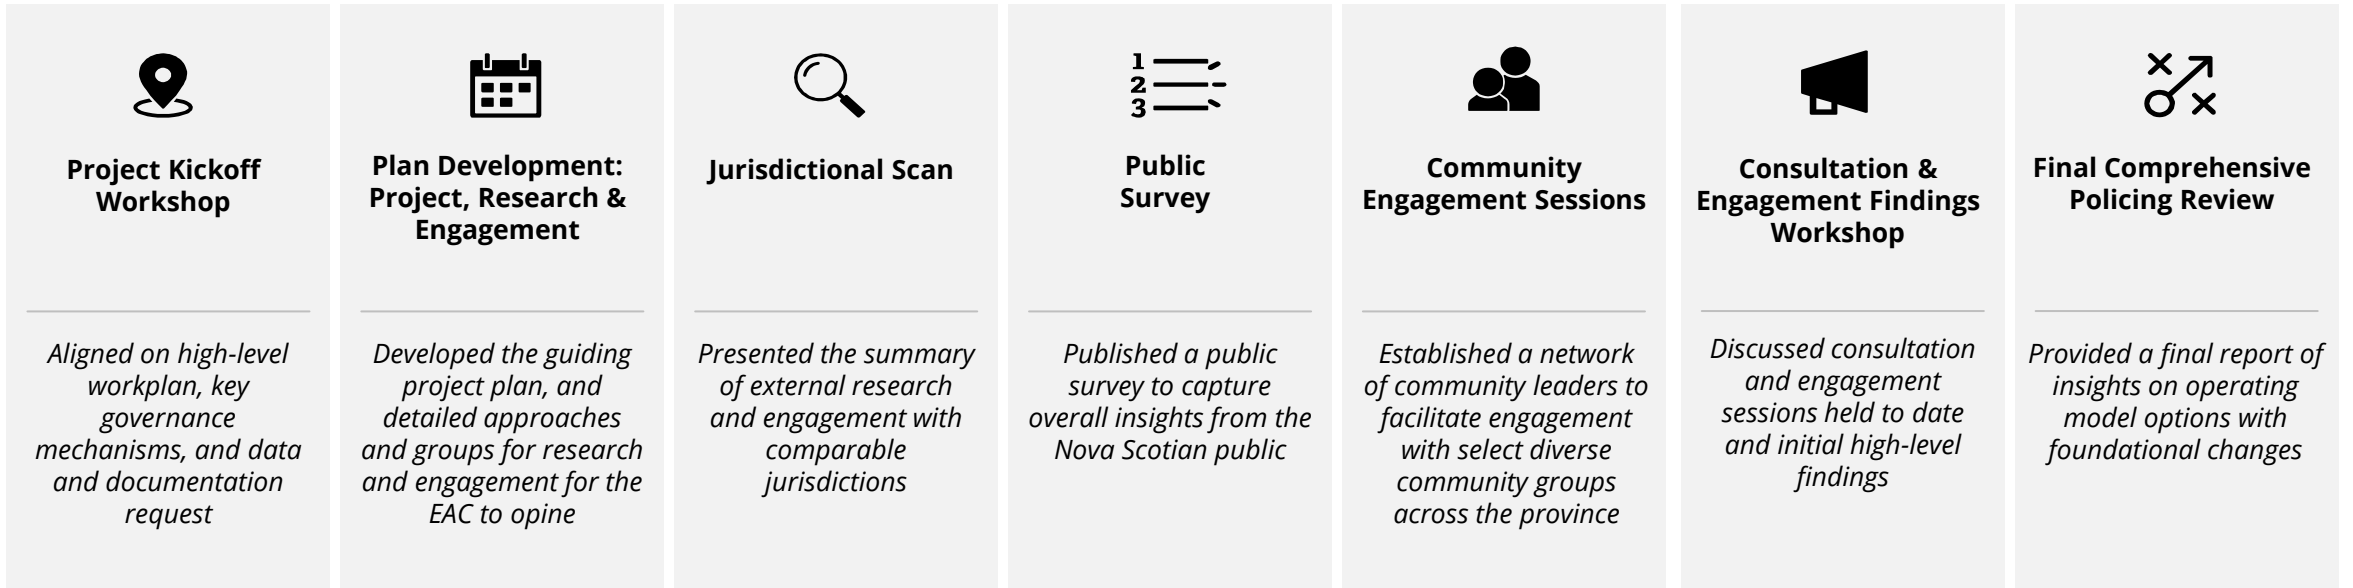 1
2
3
Project Kickoff
Workshop
Aligned on high-level
workplan, key
governance
mechanisms, and data
and documentation
request
Plan Development:
Project, Research &
Engagement
Developed the guiding
project plan, and
detailed approaches
and groups for research
and engagement for the
EAC to opine
Jurisdictional Scan
Presented the summary
of external research
and engagement with
comparable
jurisdictions
Public
Survey
Published a public
survey to capture
overall insights from the
Nova Scotian public
Community
Engagement Sessions
Established a network
of community leaders to
facilitate engagement
with select diverse
community groups
across the province
Consultation &
Engagement Findings
Workshop
Discussed consultation
and engagement
sessions held to date
and initial high-level
findings
Final Comprehensive
Policing Review
Provided a final report of
insights on operating
model options with
foundational changes